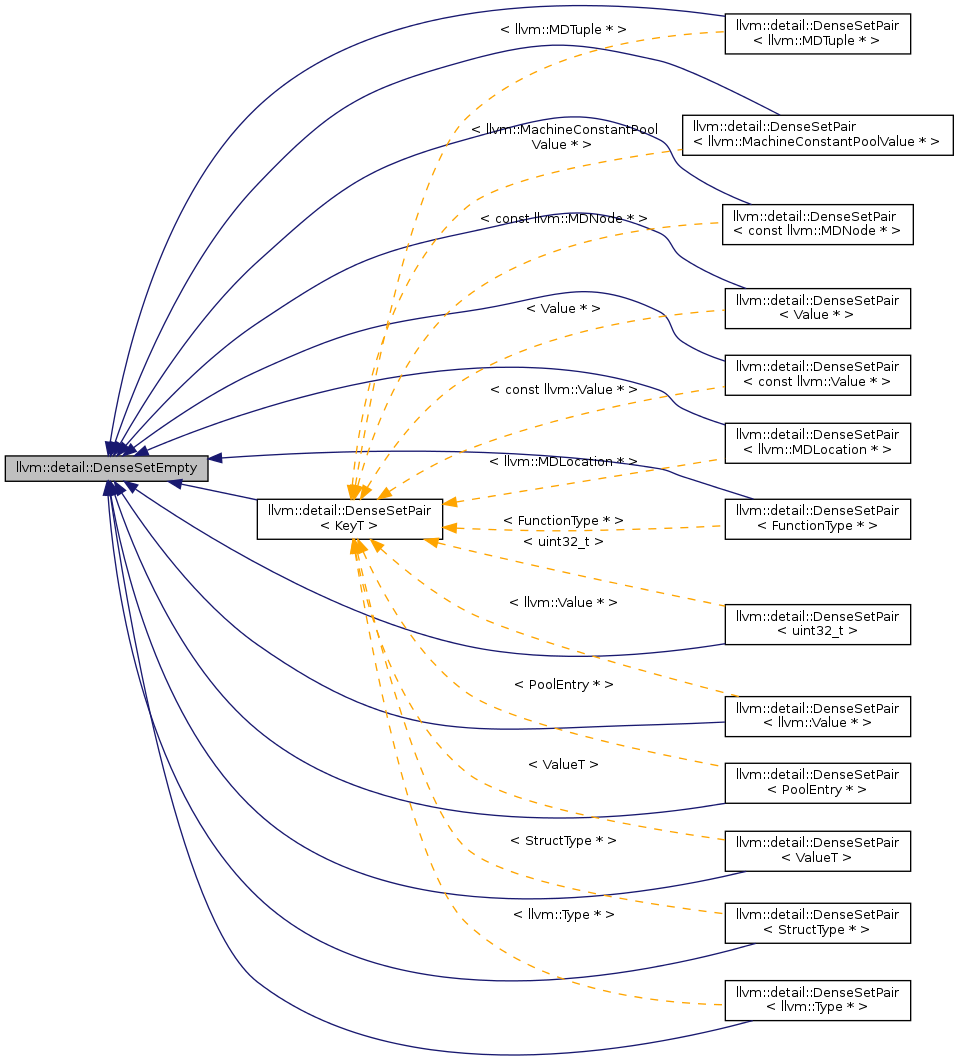 llvm::detail::DenseSetEmpty
llvm::detail::DenseSetPair
< KeyT >
< llvm::MDTuple * >
< llvm::MachineConstantPool
Value * >
< const llvm::MDNode * >
< Value * >
< const llvm::Value * >
< llvm::MDLocation * >
< FunctionType * >
< uint32_t >
< llvm::Value * >
< PoolEntry * >
< ValueT >
< StructType * >
< llvm::Type * >
llvm::detail::DenseSetPair
< llvm::MDTuple * >
llvm::detail::DenseSetPair
< llvm::MachineConstantPoolValue * >
llvm::detail::DenseSetPair
< const llvm::MDNode * >
llvm::detail::DenseSetPair
< Value * >
llvm::detail::DenseSetPair
< const llvm::Value * >
llvm::detail::DenseSetPair
< llvm::MDLocation * >
llvm::detail::DenseSetPair
< FunctionType * >
llvm::detail::DenseSetPair
< uint32_t >
llvm::detail::DenseSetPair
< llvm::Value * >
llvm::detail::DenseSetPair
< PoolEntry * >
llvm::detail::DenseSetPair
< ValueT >
llvm::detail::DenseSetPair
< StructType * >
llvm::detail::DenseSetPair
< llvm::Type * >